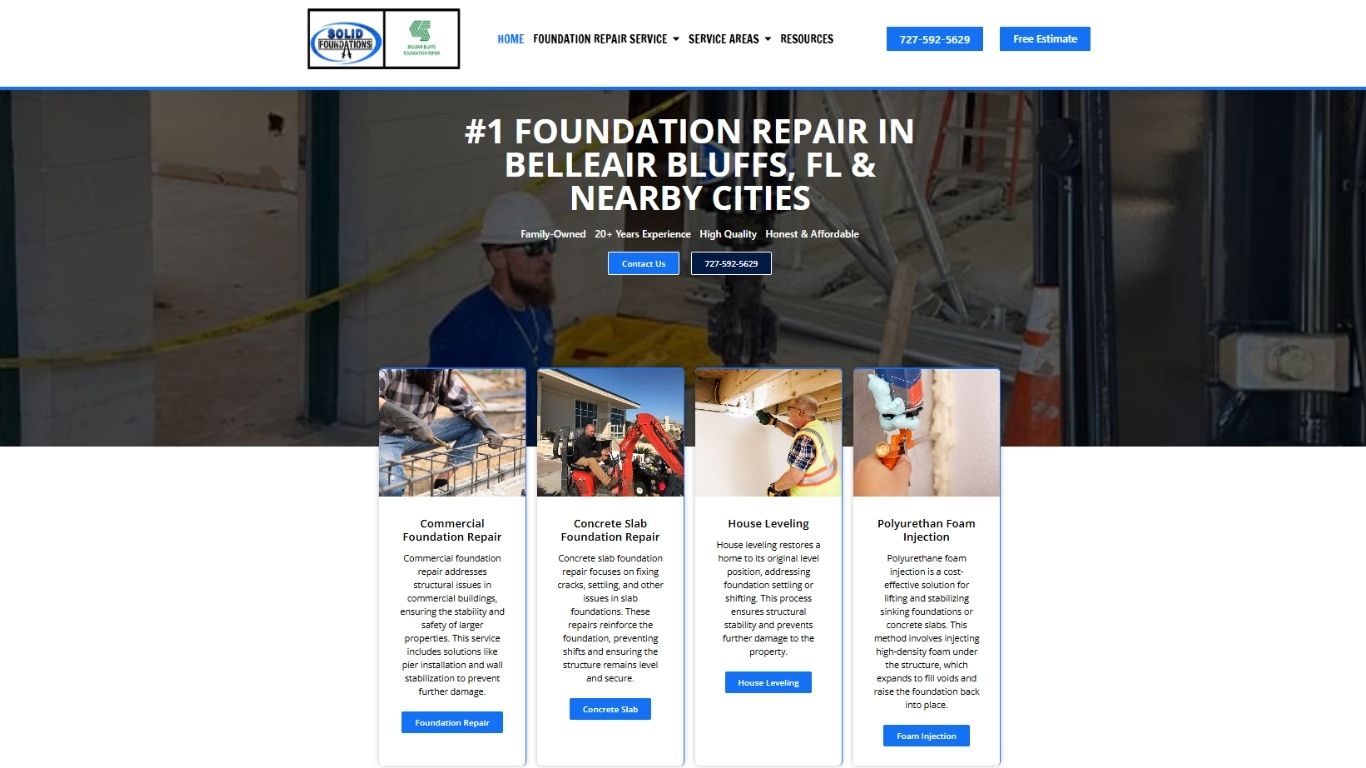 SOLID
FOUNDATIONS
BELLEAIR BLUFFS
FOUNDATION REPAIR
HOME FOUNDATION REPAIR SERVICE SERVICE AREAS RESOURCES
727-592-5629
Free Estimate
#1 FOUNDATION REPAIR IN
BELLEAIR BLUFFS, FL &
NEARBY CITIES
Family-Owned 20+ Years Experience High Quality Honest & Affordable
Contact Us
727-592-5629
Commercial
Foundation Repair
Commercial foundation
repair addresses
structural issues in
commercial buildings,
ensuring the stability and
safety of larger
properties. This service
includes solutions like
pier installation and wall
stabilization to prevent
further damage.
Foundation Repair
Concrete Slab
Foundation Repair
Concrete slab foundation
repair focuses on fixing
cracks, settling, and other
issues in slab
foundations. These
repairs reinforce the
foundation, preventing
shifts and ensuring the
structure remains level
and secure.
Concrete Slab
House Leveling
House leveling restores a
home to its original level
position, addressing
foundation settling or
shifting. This process
ensures structural
stability and prevents
further damage to the
property.
House Leveling
Polyurethan Foam
Injection
Polyurethane foam
injection is a cost-
effective solution for
lifting and stabilizing
sinking foundations or
concrete slabs. This
method involves injecting
high-density foam under
the structure, which
expands to fill voids and
raise the foundation back
into place.
Foam Injection